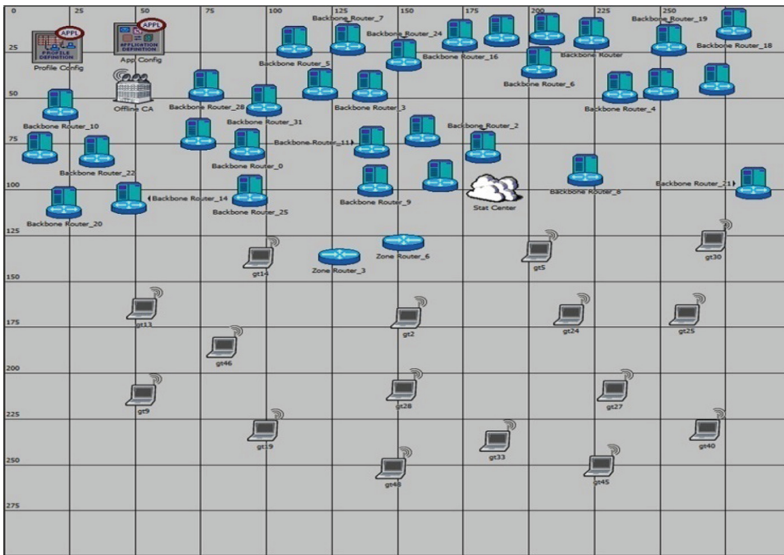 0 25 50 75 100 125 150 175 200 225 250
APPL
PROFILE
DEFINITION
Profile Config
APPL
APPLICATION
DEFINITION
App Config
Backbone Router_7
Backbone Router_5
Backbone Router_24
Backbone Router_16
Backbone Router
Backbone Router_19
Backbone Router_18
25
Offline CA
Backbone Router_28
Backbone Router_3
Backbone Router_6
Backbone Router_4
50
Backbone Router_10
Backbone Router_31
Backbone Router_11
Backbone Router_2
75
Backbone Router_22
Backbone Router_0
Backbone Router_9
Backbone Router_8
Backbone Router_21
100
Backbone Router_20
Backbone Router_14
Backbone Router_25
Stat Center
125
gt14
Zone Router_3
Zone Router_6
gt5
gt30
150
gt13
gt2
gt24
gt25
175
gt46
200
gt9
gt28
gt27
225
gt33
gt40
250
gt45
275